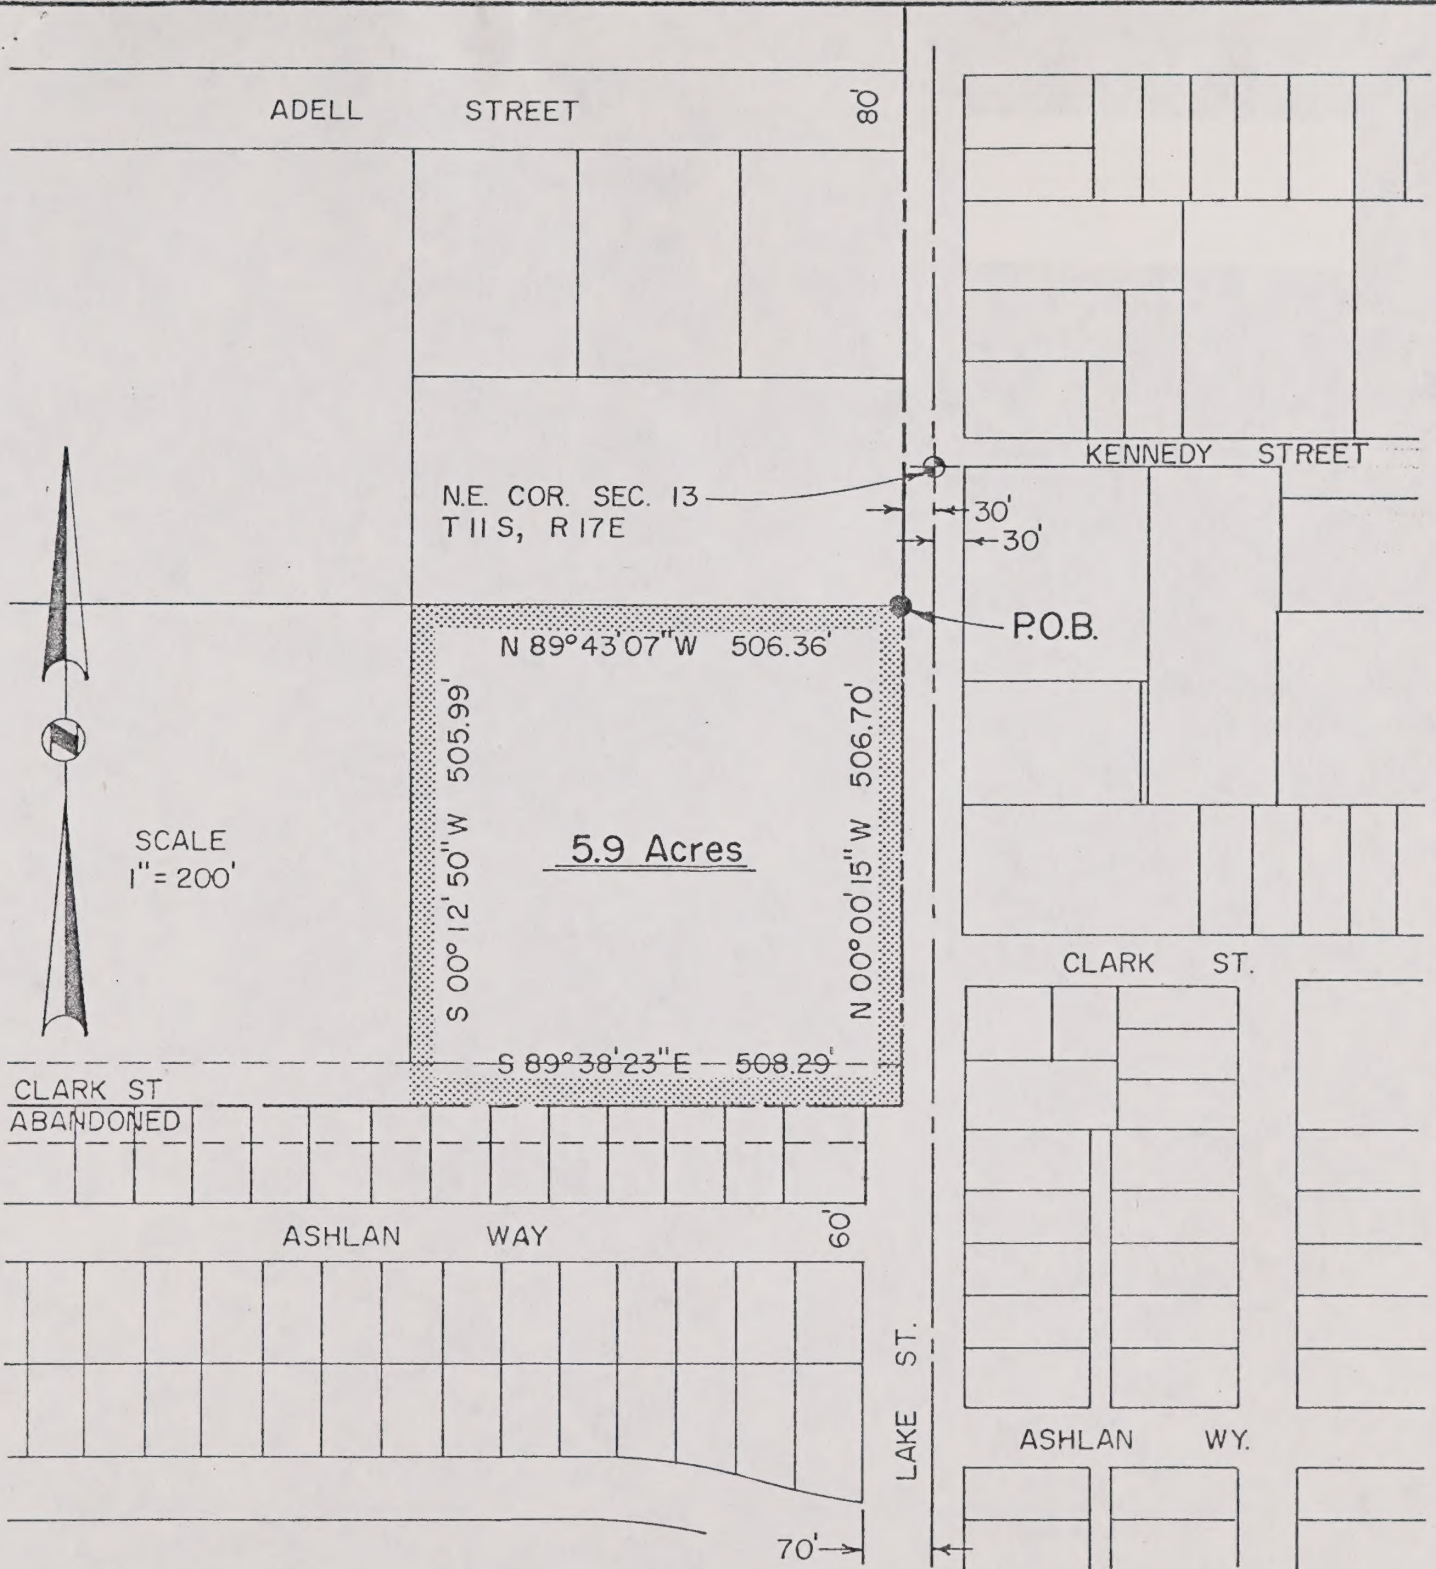 ADELL STREET
80'
KENNEDY STREET
N.E. COR. SEC. 13
T 11 S, R 17 E
30'
30'
P.O.B.
N 89° 43' 07" W 506.36'
S 00° 12' 50" W 505.99'
N 00° 00' 15" W 506.70'
SCALE
1" = 200'
5.9 Acres
CLARK ST.
S 89° 38' 23" E 508.29'
CLARK ST
ABANDONED
ASHLAN WAY
60'
LAKE ST.
ASHLAN WY.
70'
N